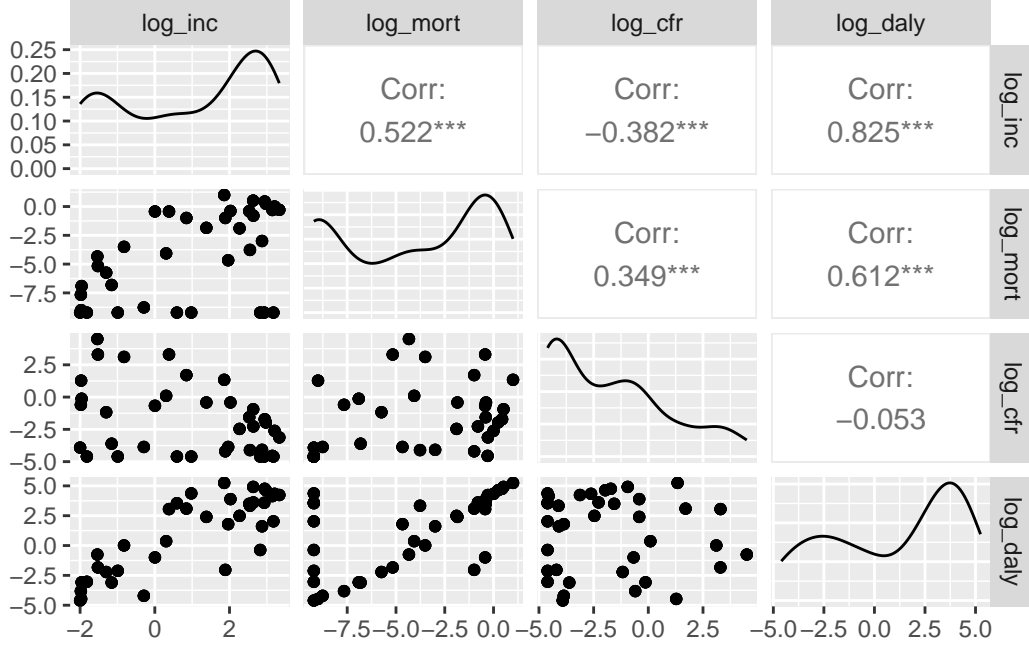 log_inc log_mort log_cfr log_daly
0.25
0.20
0.15
0.10
0.05
0.00
Corr:
0.522***
Corr:
−0.382***
Corr:
0.825***
log_inc
0.0
−2.5
−5.0
−7.5
Corr:
0.349***
Corr:
0.612***
log_mort
2.5
0.0
−2.5
−5.0
Corr:
−0.053
log_cfr
5.0
2.5
0.0
−2.5
−5.0
log_daly
−2 0 2 −7.5 −5.0 −2.5 0.0 −5.0 −2.5 0.0 2.5 −5.0 −2.5 0.0 2.5 5.0